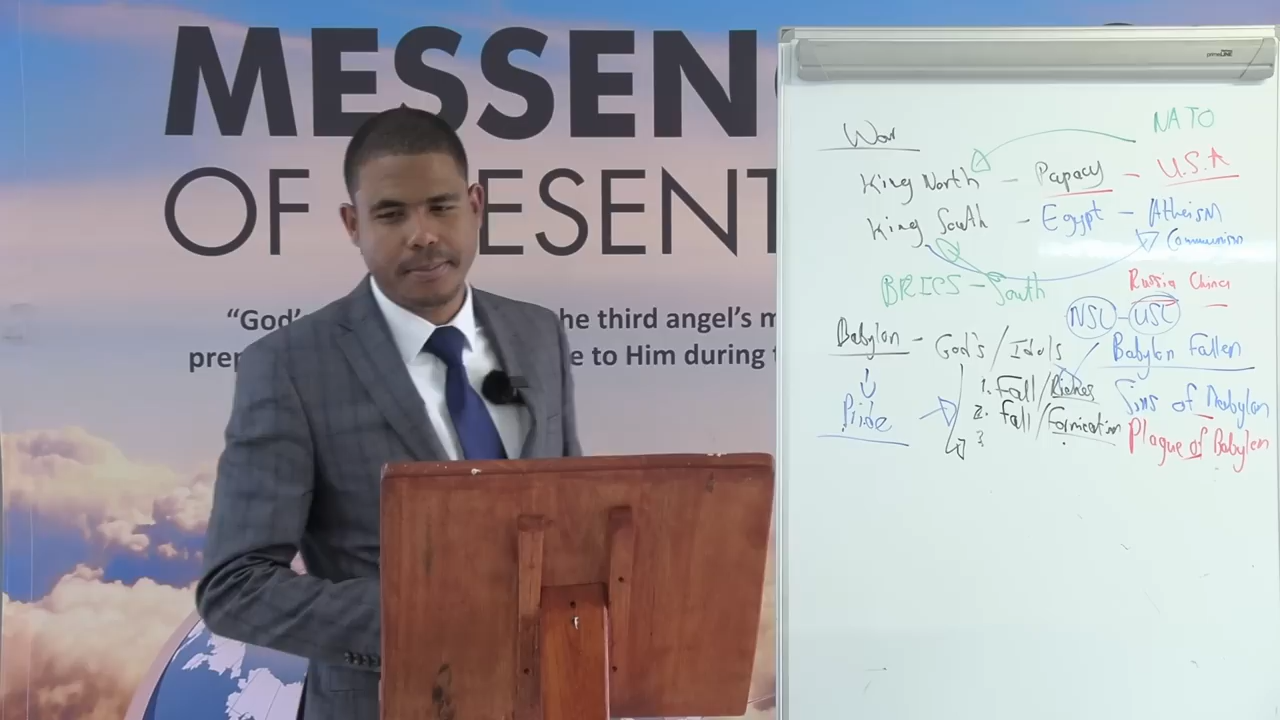 MESSEN
OF ESENT
“God’ he third angel’s m
prep e to Him during t
War
NATO
King North - Papacy - U.S.A
King South - Egypt - Atheism
Communism
BRICS - South
Russia China
NSL - USL
Babylon - God's / Idols
Babylon Fallen
Pride
1. Fall / Riches
2. Fall / Fornication
3
Sins of Babylon
Plague of Babylon